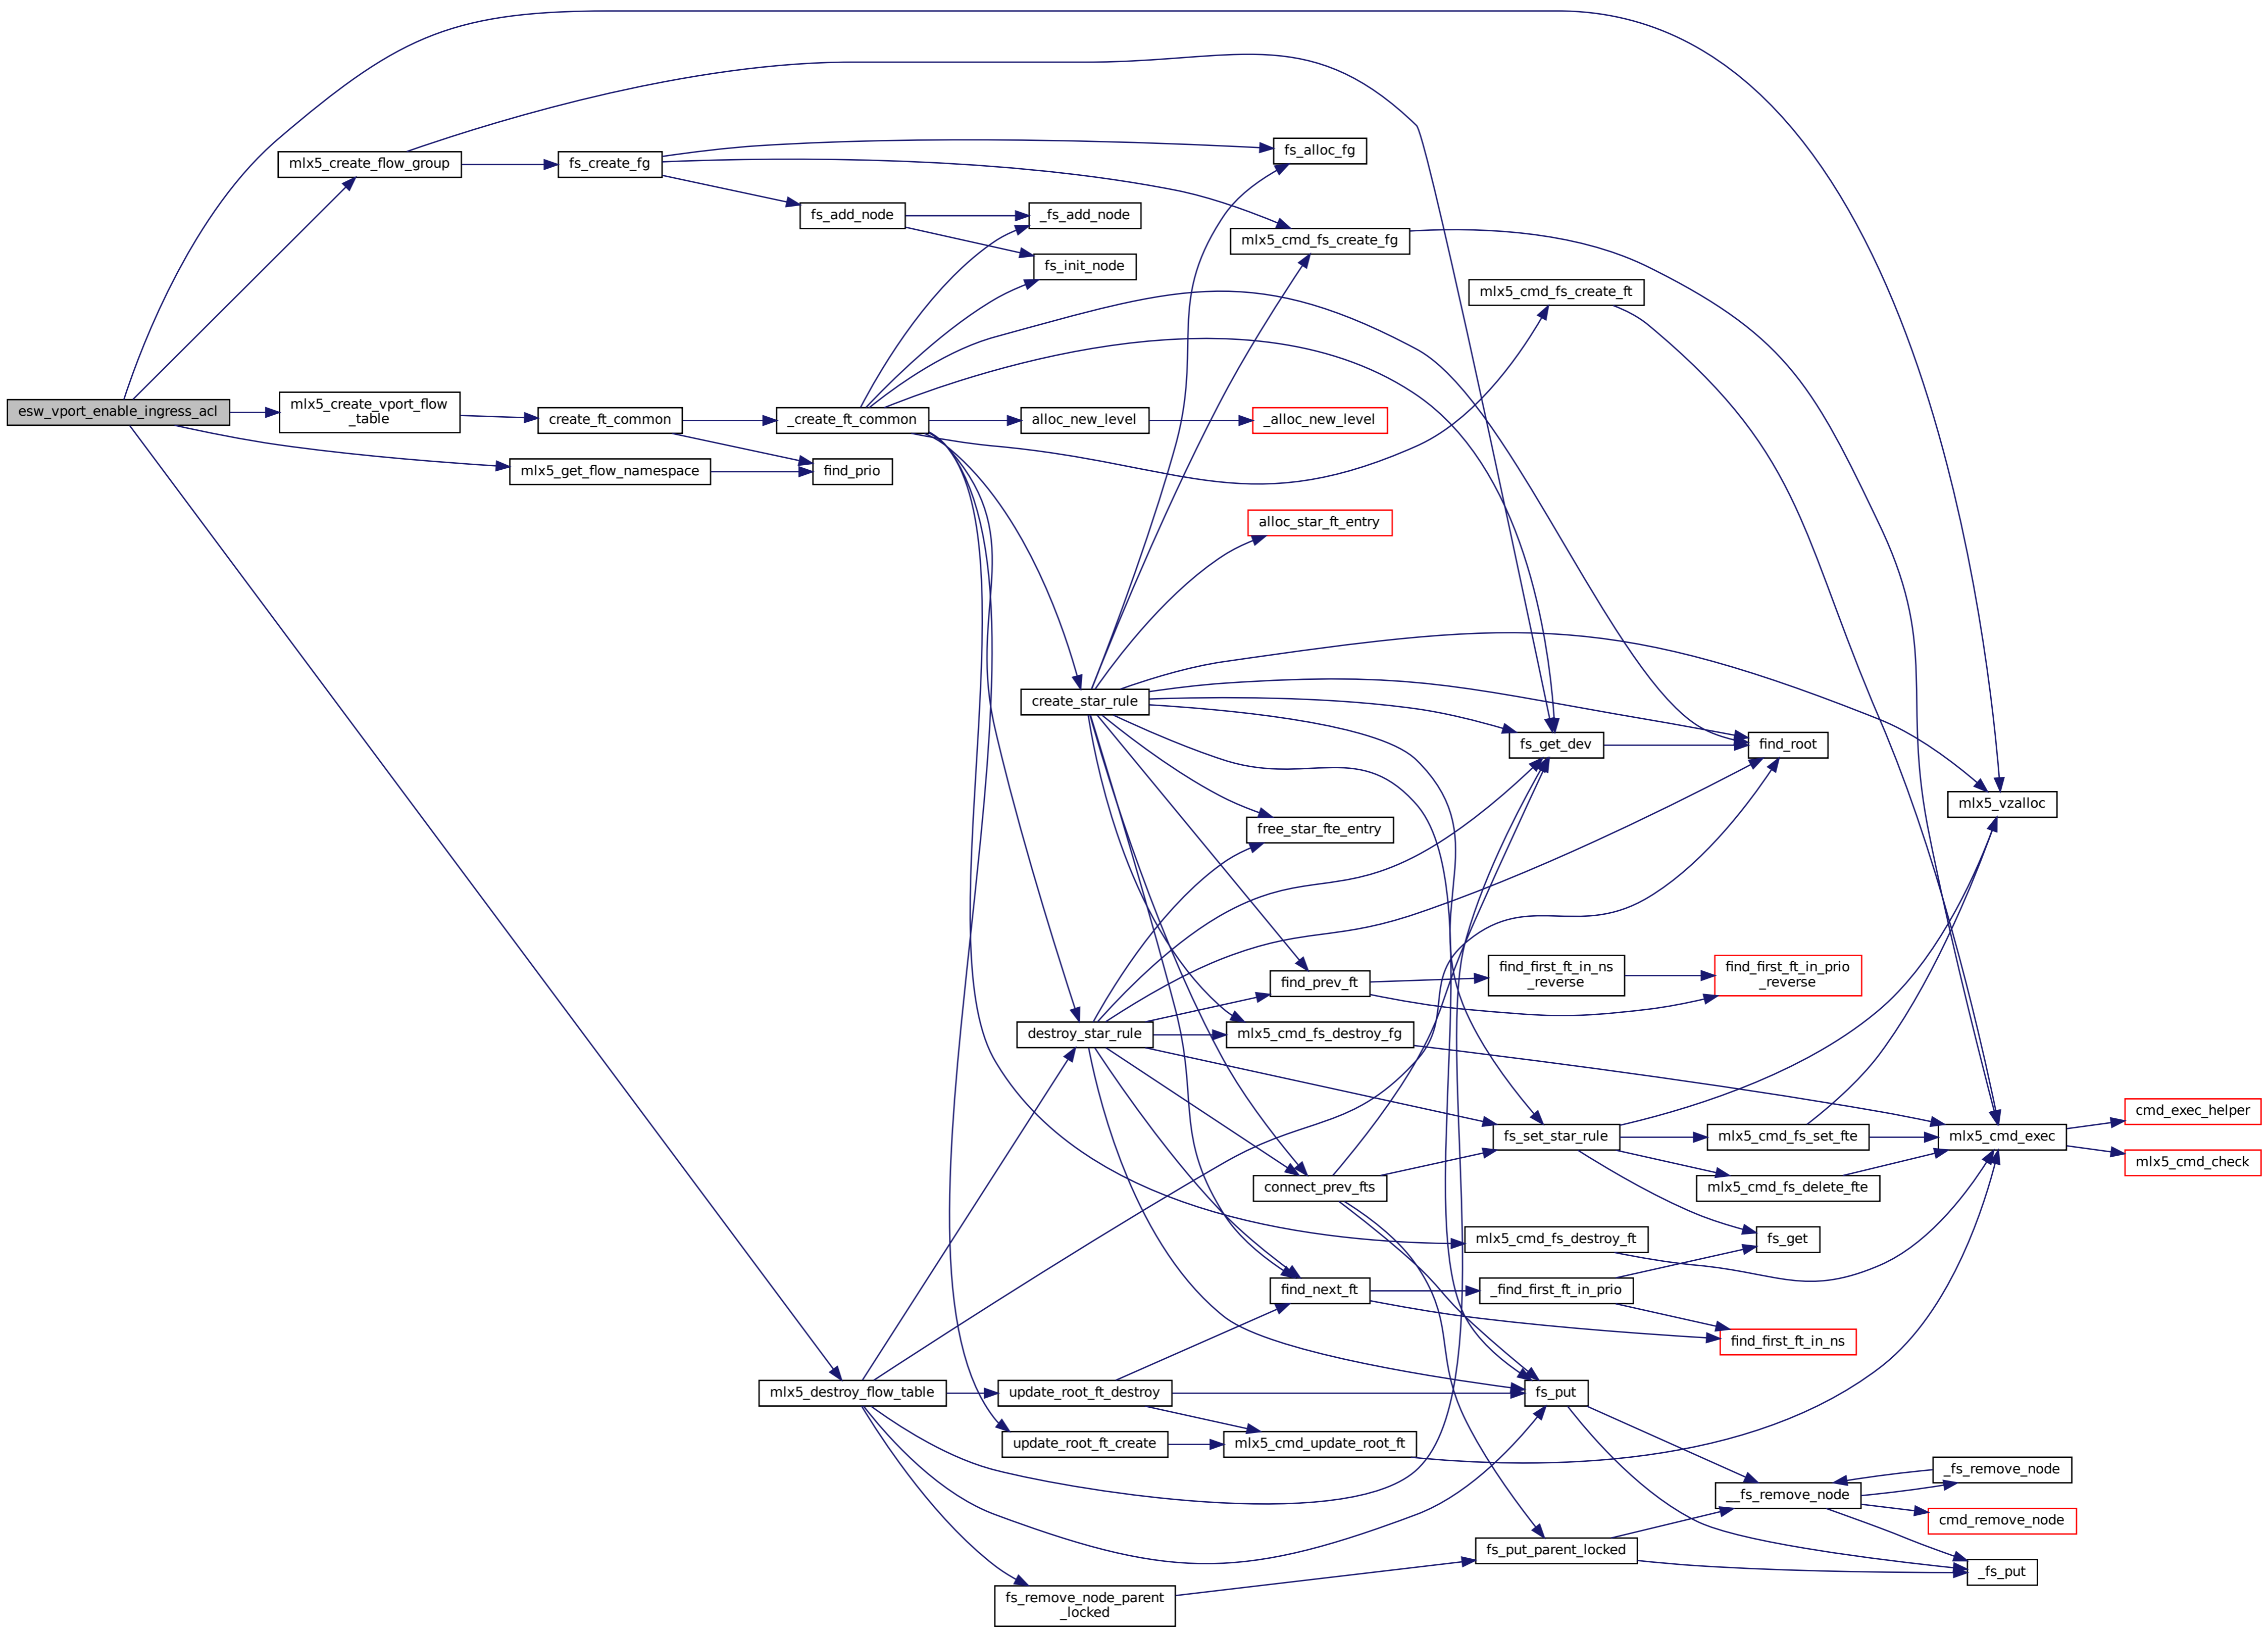 esw_vport_enable_ingress_acl
mlx5_create_flow_group
mlx5_create_vport_flow
_table
mlx5_get_flow_namespace
mlx5_destroy_flow_table
fs_create_fg
create_ft_common
fs_add_node
_create_ft_common
find_prio
fs_alloc_fg
_fs_add_node
mlx5_cmd_fs_create_fg
fs_init_node
mlx5_cmd_fs_create_ft
alloc_new_level
_alloc_new_level
alloc_star_ft_entry
create_star_rule
fs_get_dev
find_root
mlx5_vzalloc
free_star_fte_entry
find_prev_ft
find_first_ft_in_ns
_reverse
find_first_ft_in_prio
_reverse
destroy_star_rule
mlx5_cmd_fs_destroy_fg
fs_set_star_rule
mlx5_cmd_fs_set_fte
mlx5_cmd_exec
cmd_exec_helper
mlx5_cmd_check
connect_prev_fts
mlx5_cmd_fs_delete_fte
mlx5_cmd_fs_destroy_ft
fs_get
find_next_ft
_find_first_ft_in_prio
find_first_ft_in_ns
update_root_ft_destroy
fs_put
update_root_ft_create
mlx5_cmd_update_root_ft
_fs_remove_node
__fs_remove_node
cmd_remove_node
fs_put_parent_locked
_fs_put
fs_remove_node_parent
_locked